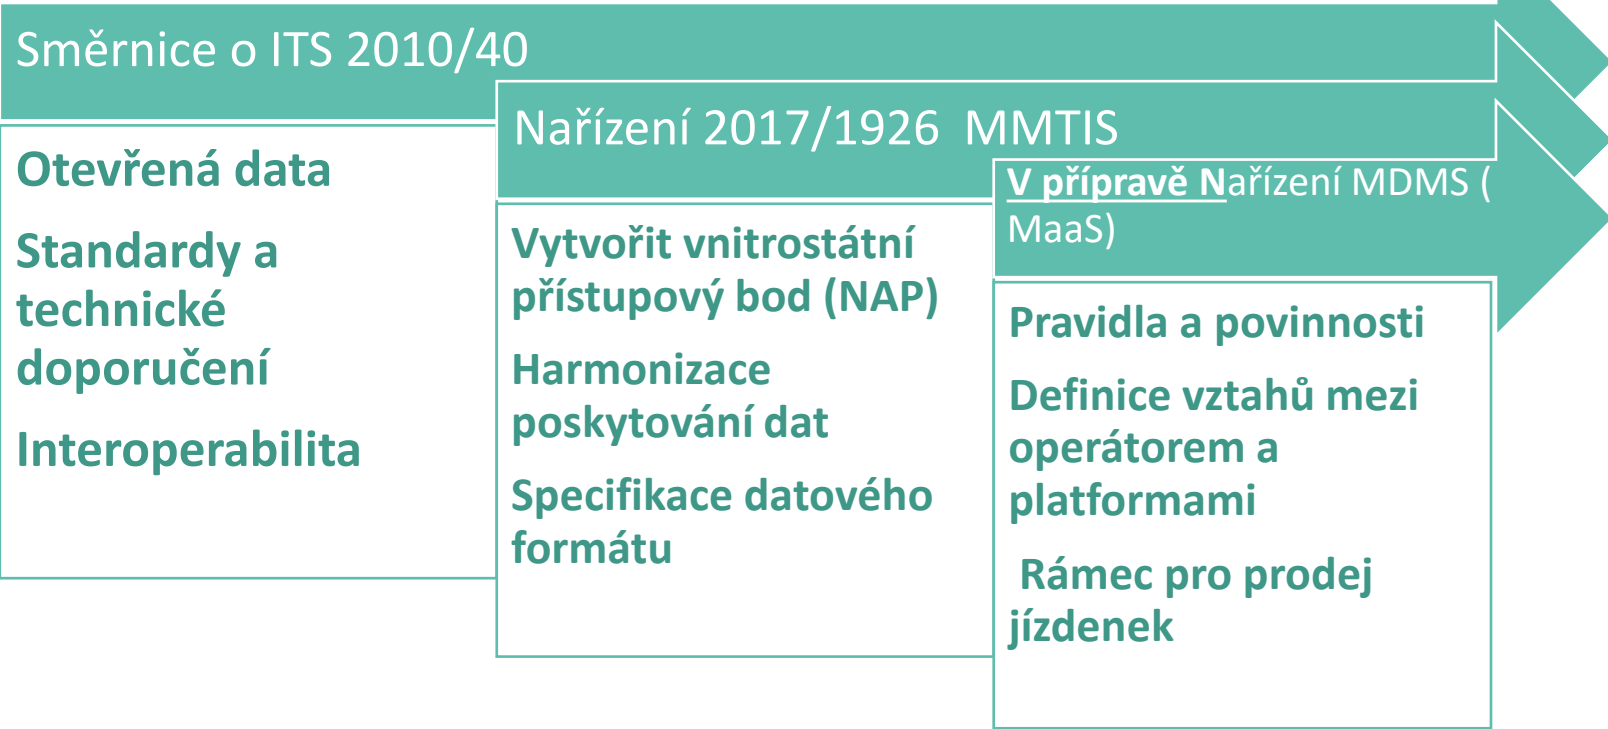 Směrnice o ITS 2010/40
Otevřená data
Standardy a
technické
doporučení
Interoperabilita
Nařízení 2017/1926  MMTIS
Vytvořit vnitrostátní
přístupový bod (NAP)
Harmonizace
poskytování dat
Specifikace datového
formátu
V přípravě Nařízení MDMS (
MaaS)
Pravidla a povinnosti
Definice vztahů mezi
operátorem a
platformami
Rámec pro prodej
jízdenek